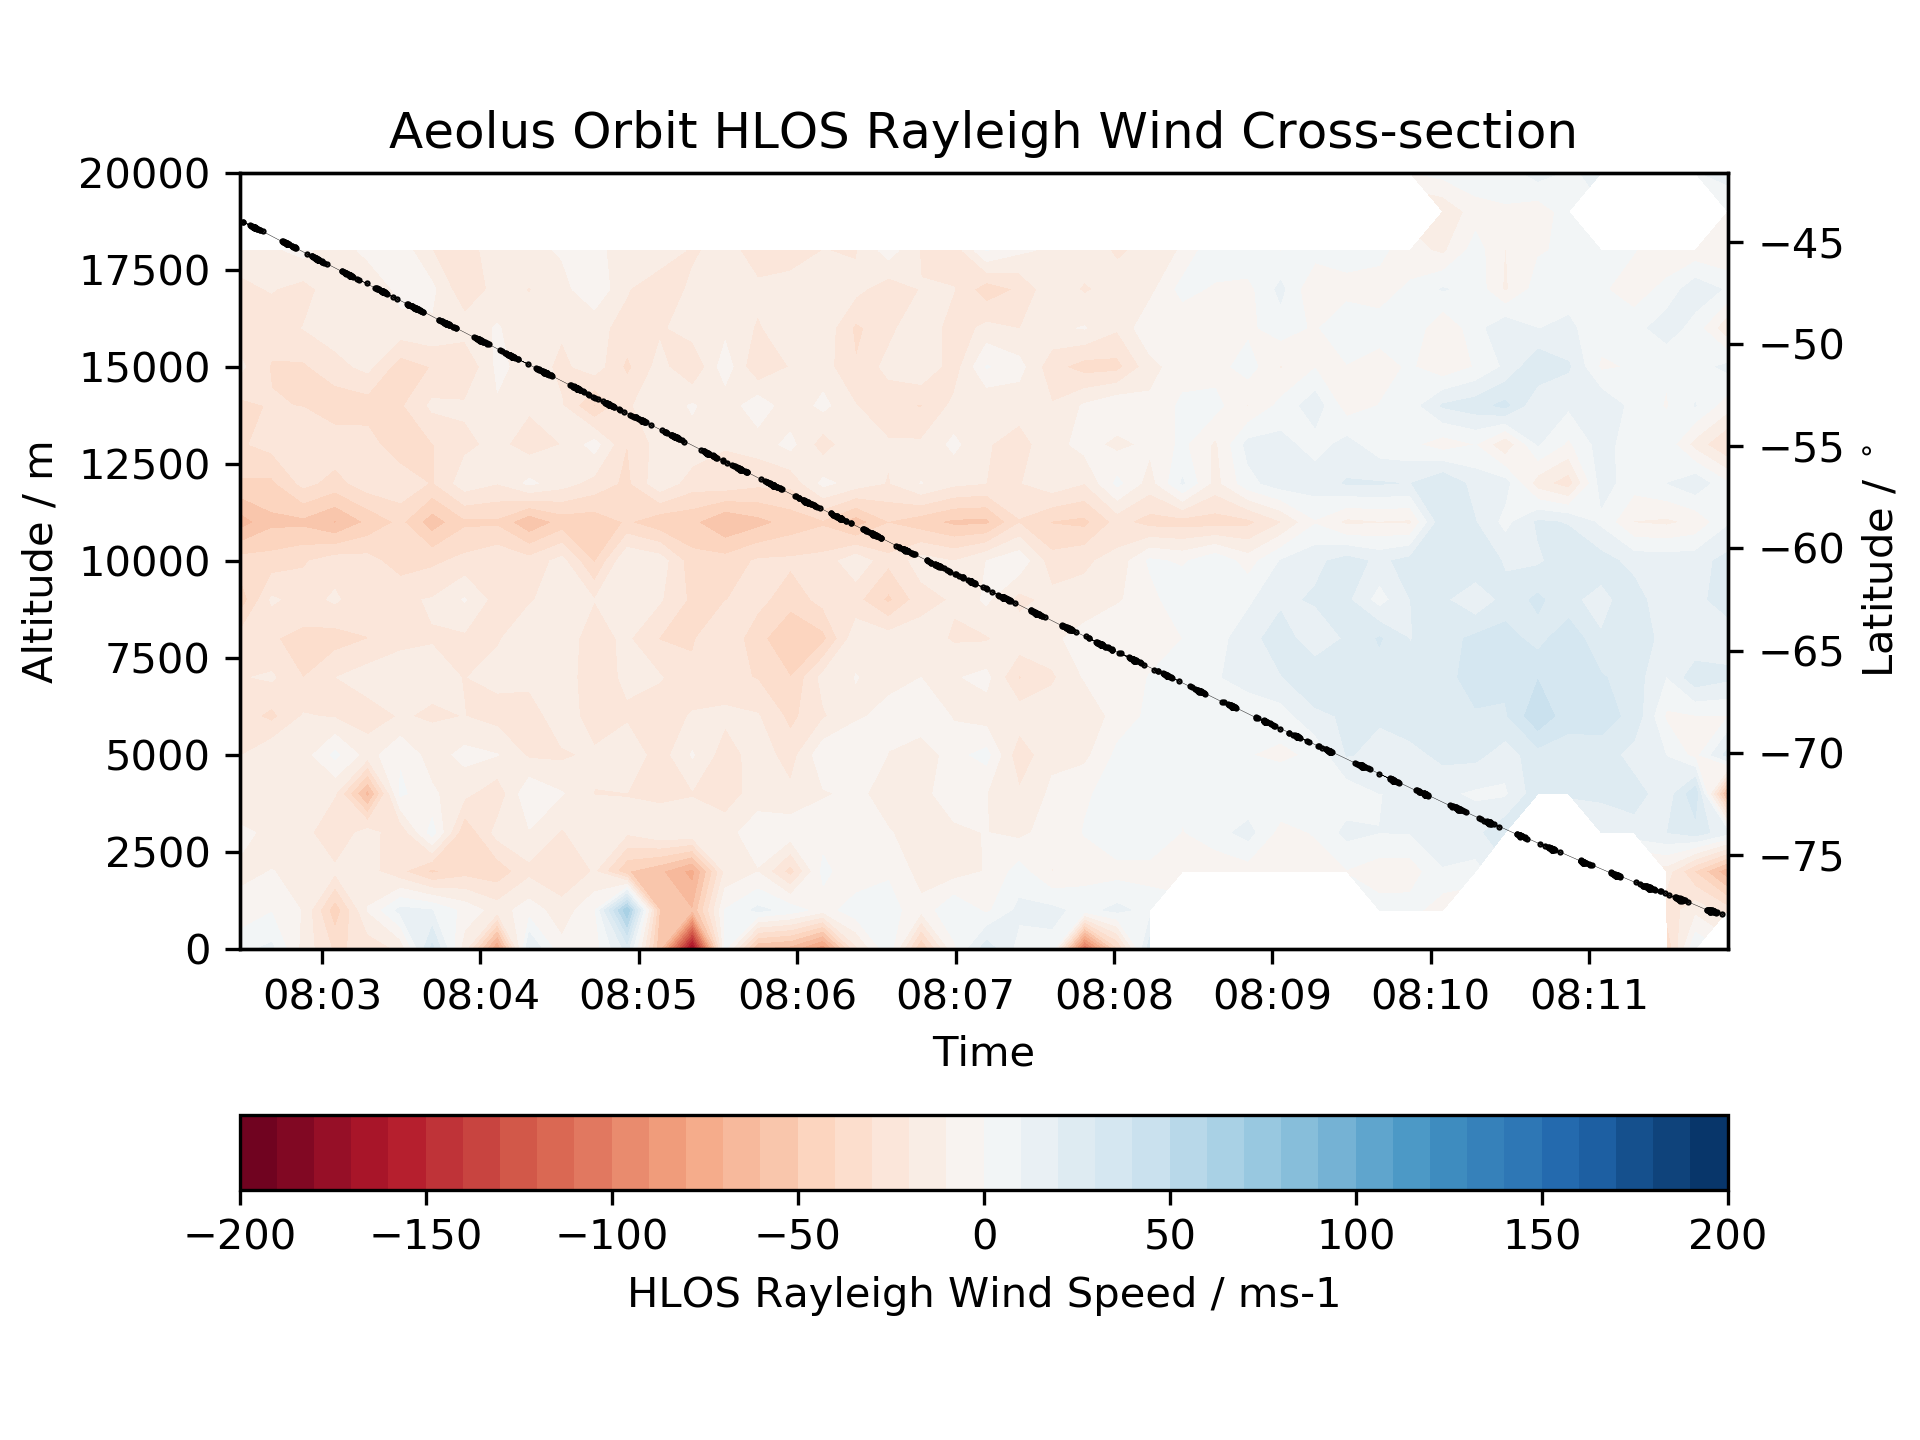 Aeolus Orbit HLOS Rayleigh Wind Cross-section
20000
17500
15000
12500
10000
7500
5000
2500
0
Altitude / m
−45
−50
−55
−60
−65
−70
−75
Latitude / °
08:03 08:04 08:05 08:06 08:07 08:08 08:09 08:10 08:11
Time
−200 −150 −100 −50 0 50 100 150 200
HLOS Rayleigh Wind Speed / ms-1